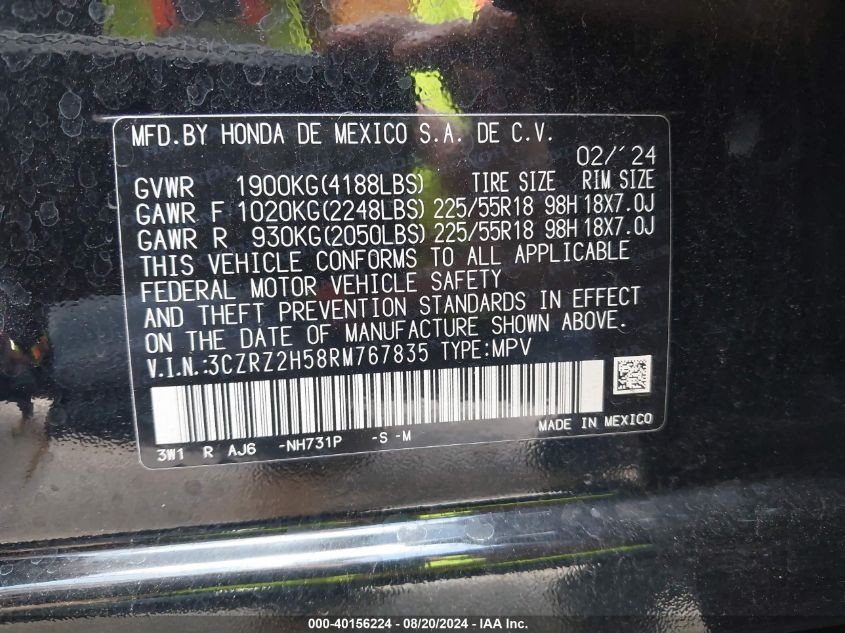 MFD.BY HONDA DE MEXICO S.A. DE C.V.
02/´24
GVWR 1900KG(4188LBS) TIRE SIZE RIM SIZE
GAWR F 1020KG(2248LBS) 225/55R18 98H 18X7.0J
GAWR R 930KG(2050LBS) 225/55R18 98H 18X7.0J
THIS VEHICLE CONFORMS TO ALL APPLICABLE
FEDERAL MOTOR VEHICLE SAFETY
AND THEFT PREVENTION STANDARDS IN EFFECT
ON THE DATE OF MANUFACTURE SHOWN ABOVE.
V.I.N.:3CZRZ2H58RM767835 TYPE:MPV
MADE IN MEXICO
3W1 R AJ6 -NH731P -S -M
000-40156224 - 08/20/2024 - IAA Inc.